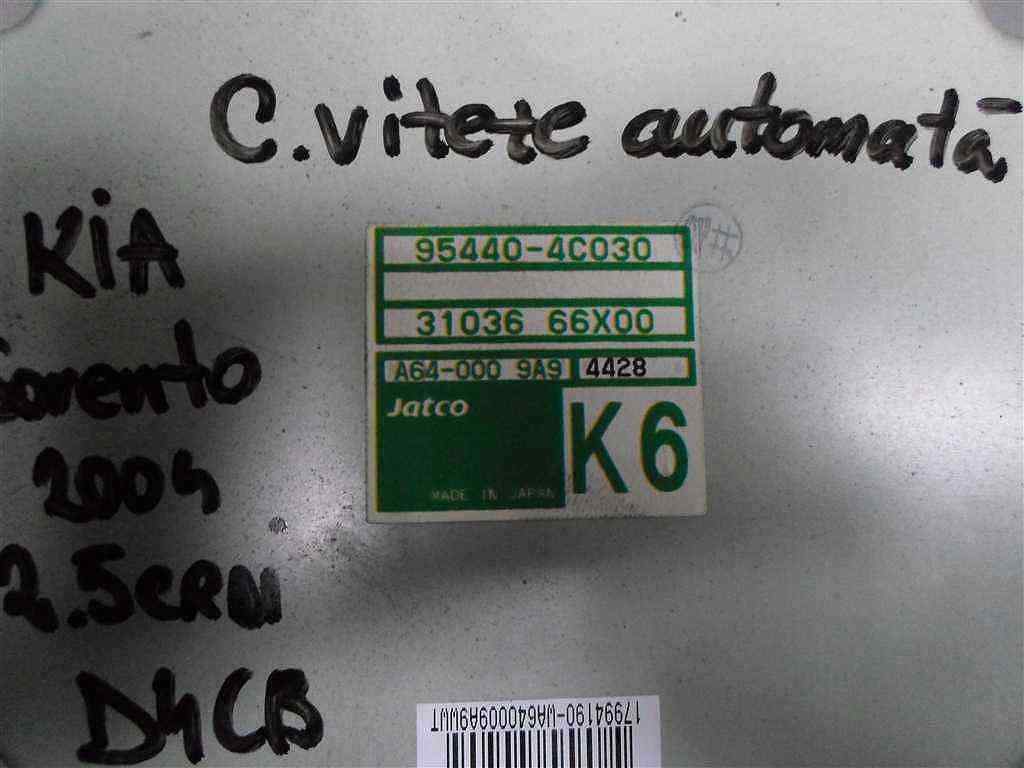 C.vitete automată
KiA
Sorento
2004
2.5CRDI
D4CB
95440-4C030
31036 66X00
A64-000 9A9 4428
Jatco
K6
MADE IN JAPAN
17994190-WA640009A9WWT